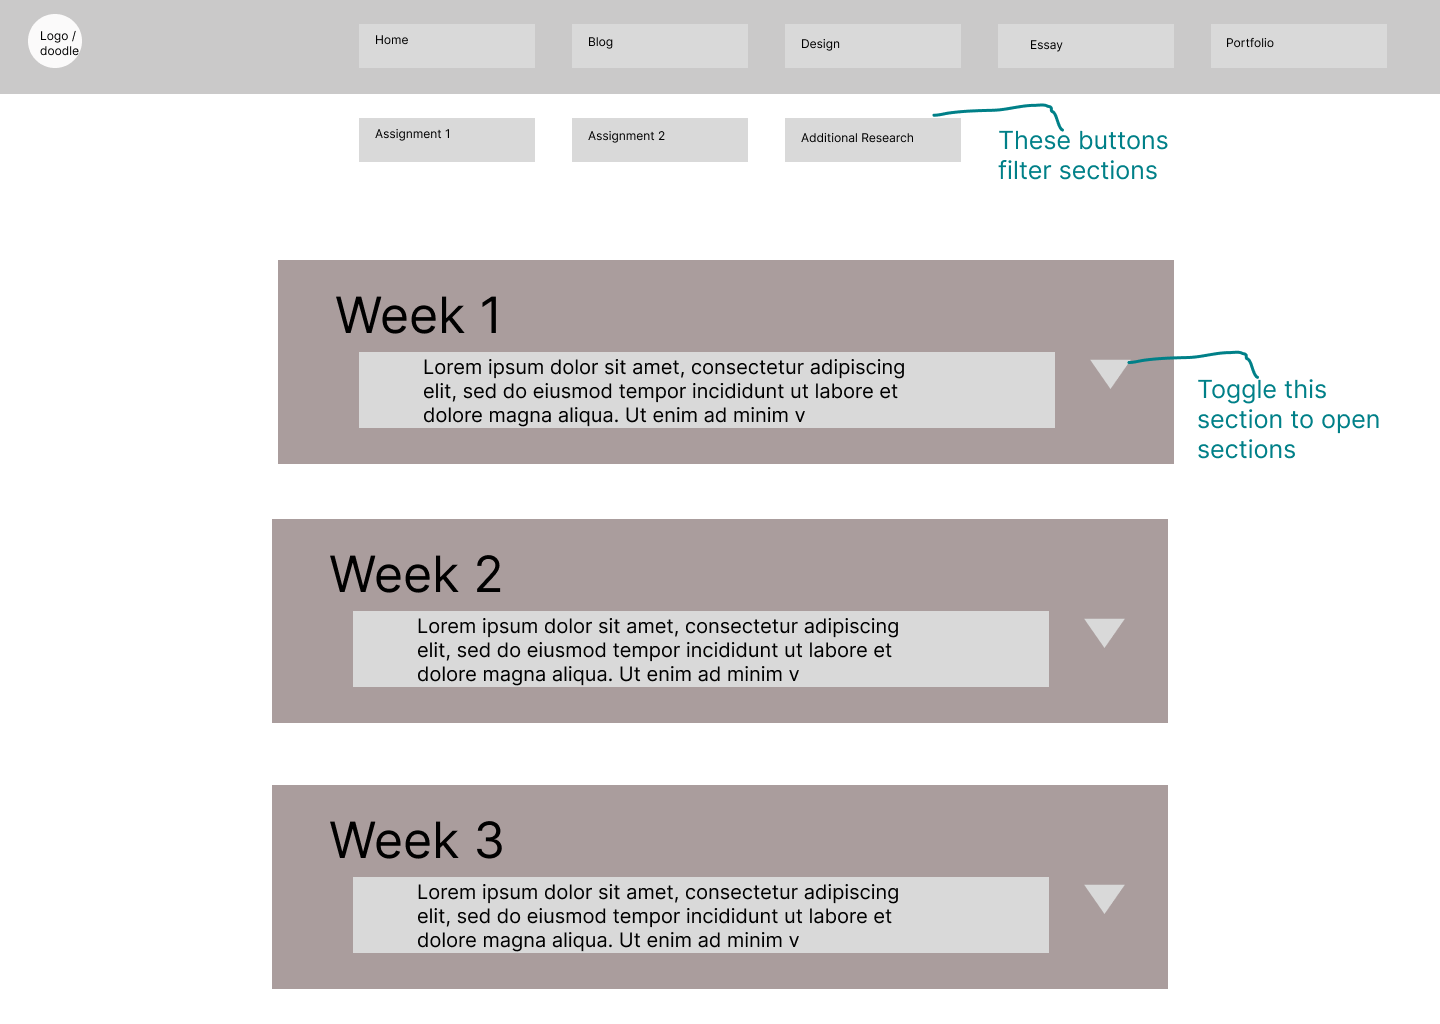 Logo /
doodle
Home
Blog
Design
Essay
Portfolio
Assignment 1
Assignment 2
Additional Research
These buttons
filter sections
Week 1
Lorem ipsum dolor sit amet, consectetur adipiscing
elit, sed do eiusmod tempor incididunt ut labore et
dolore magna aliqua. Ut enim ad minim v
Toggle this
section to open
sections
Week 2
Lorem ipsum dolor sit amet, consectetur adipiscing
elit, sed do eiusmod tempor incididunt ut labore et
dolore magna aliqua. Ut enim ad minim v
Week 3
Lorem ipsum dolor sit amet, consectetur adipiscing
elit, sed do eiusmod tempor incididunt ut labore et
dolore magna aliqua. Ut enim ad minim v